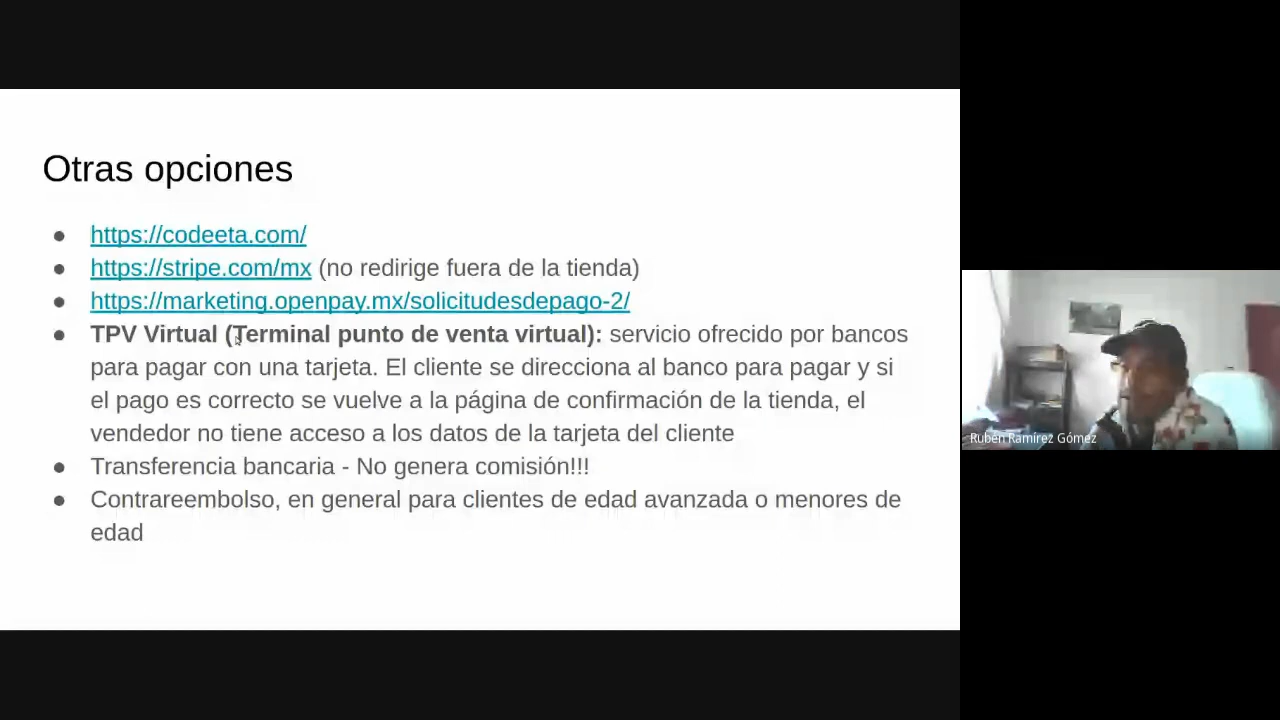 Otras opciones
https://codeeta.com/
https://stripe.com/mx (no redirige fuera de la tienda)
https://marketing.openpay.mx/solicitudesdepago-2/
TPV Virtual (Terminal punto de venta virtual): servicio ofrecido por bancos
para pagar con una tarjeta. El cliente se direcciona al banco para pagar y si
el pago es correcto se vuelve a la página de confirmación de la tienda, el
vendedor no tiene acceso a los datos de la tarjeta del cliente
Transferencia bancaria - No genera comisión!!!
Contrareembolso, en general para clientes de edad avanzada o menores de
edad
Rubén Ramírez Gómez